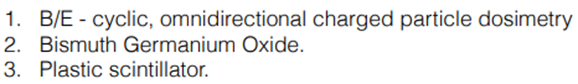 1. B/E - cyclic, omnidirectional charged particle dosimetry
2. Bismuth Germanium Oxide.
3. Plastic scintillator.